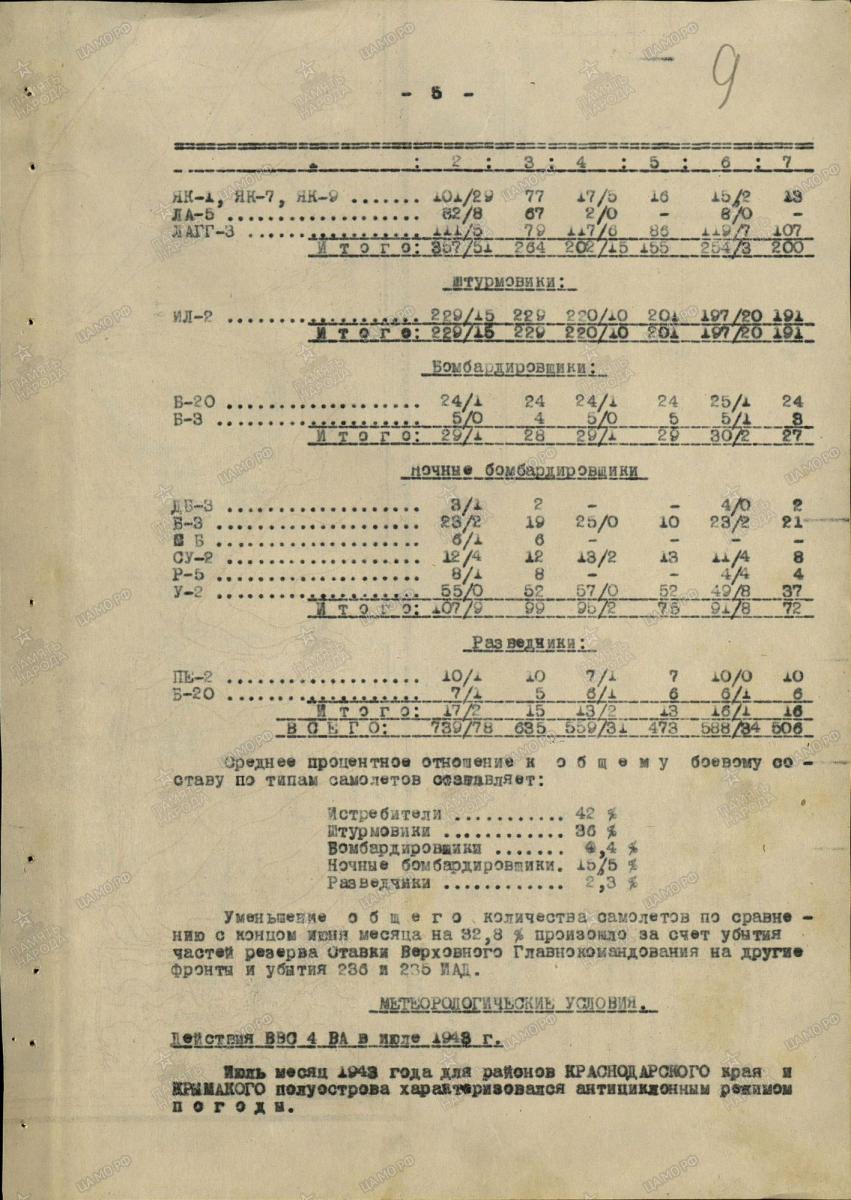 - 5 -
9
. : 2 : 3 : 4 : 5 : 6 : 7
ЯК-1, ЯК-7, ЯК-9 ....... 101/29 77 17/5 16 15/2 13
ЛА-5 ................... 82/8 67 2/0 - 8/0 -
ЛАГГ-3 ................. 111/5 79 117/6 86 119/7 107
И т о г о: 357/51 264 202/15 155 254/3 200
Штурмовики:
ИЛ-2 ................... 229/15 229 220/10 201 197/20 191
И т о г о: 229/15 229 220/10 201 197/20 191
Бомбардировщики:
Б-20 ................... 24/1 24 24/1 24 25/1 24
Б-3 .................... 5/0 4 5/0 5 5/1 3
И т о г о: 29/1 28 29/1 29 30/2 27
Ночные бомбардировщики
ДБ-3 ................... 3/1 2 - - 4/0 2
Б-3 .................... 23/2 19 25/0 10 23/2 21
С Б .................... 6/1 6 - - - -
СУ-2 ................... 12/4 12 13/2 13 11/4 8
Р-5 .................... 8/1 8 - - 4/4 4
У-2 .................... 55/0 52 57/0 52 49/8 37
И т о г о: 107/9 99 95/2 75 91/8 72
Разведчики:
ПЕ-2 ................... 10/1 10 7/1 7 10/0 10
Б-20 ................... 7/1 5 6/1 6 6/1 6
И т о г о: 17/2 15 13/2 13 16/1 16
В С Е Г О: 739/78 635 559/31 473 588/34 506
Среднее процентное отношение к о б щ е м у боевому со -
ставу по типам самолетов составляет:
Истребители ........... 42 %
Штурмовики ............ 36 %
Бомбардировщики ....... 4,4 %
Ночные бомбардировщики. 15/5 %
Разведчики ............ 2,3 %
Уменьшение о б щ е г о количества самолетов по сравне -
нию с концом июня месяца на 32,8 % произошло за счет убытия
частей резерва Ставки Верховного Главнокомандования на другие
фронты и убытия 236 и 235 ИАД.
МЕТЕОРОЛОГИЧЕСКИЕ УСЛОВИЯ.
Действия ВВС 4 ВА в июле 1943 г.
Июль месяц 1943 года для районов КРАСНОДАРСКОГО края и
КРЫМАКОГО полуострова характеризовался антициклонным режимом
п о г о д ы.